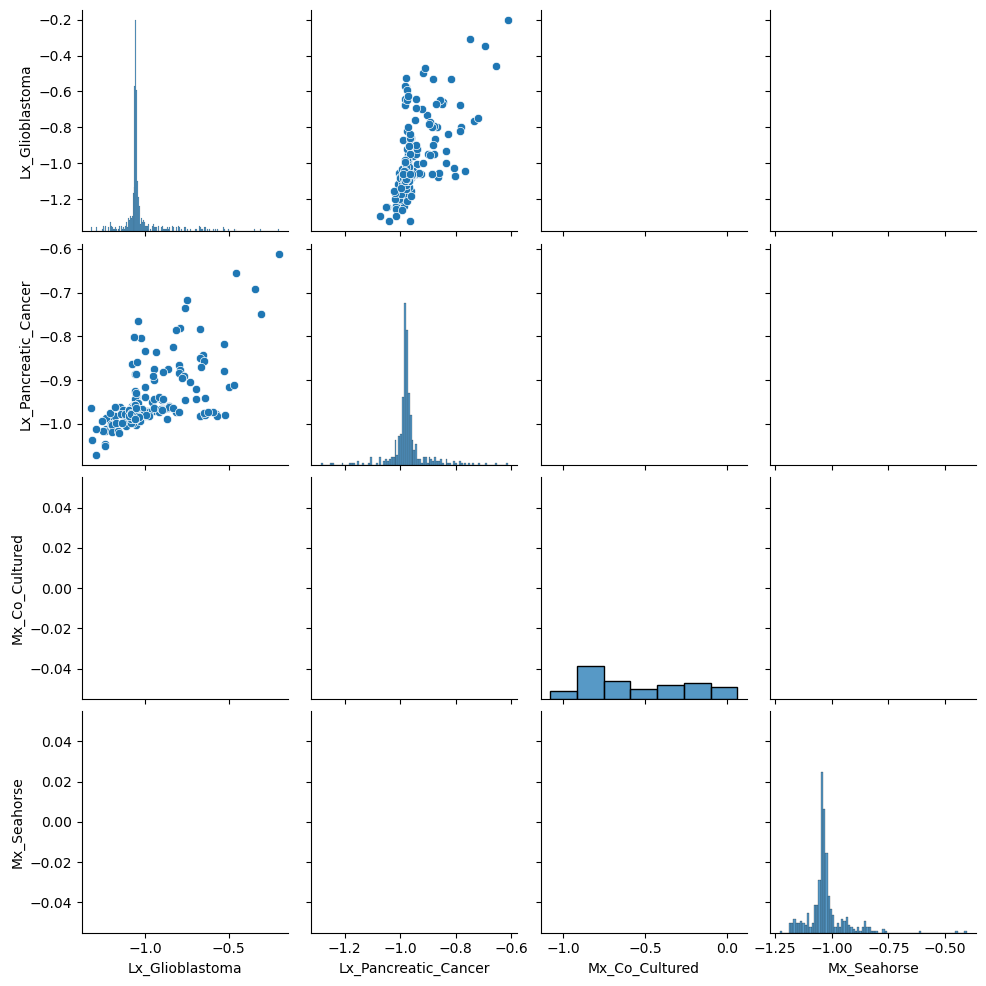 −0.2
−0.4
−0.6
−0.8
−1.0
−1.2
Lx_Glioblastoma
−0.6
−0.7
−0.8
−0.9
−1.0
Lx_Pancreatic_Cancer
0.04
0.02
0.00
−0.02
−0.04
Mx_Co_Cultured
0.04
0.02
0.00
−0.02
−0.04
Mx_Seahorse
−1.0 −0.5
−1.2 −1.0 −0.8 −0.6
−1.0 −0.5 0.0
−1.25 −1.00 −0.75 −0.50
Lx_Glioblastoma
Lx_Pancreatic_Cancer
Mx_Co_Cultured
Mx_Seahorse